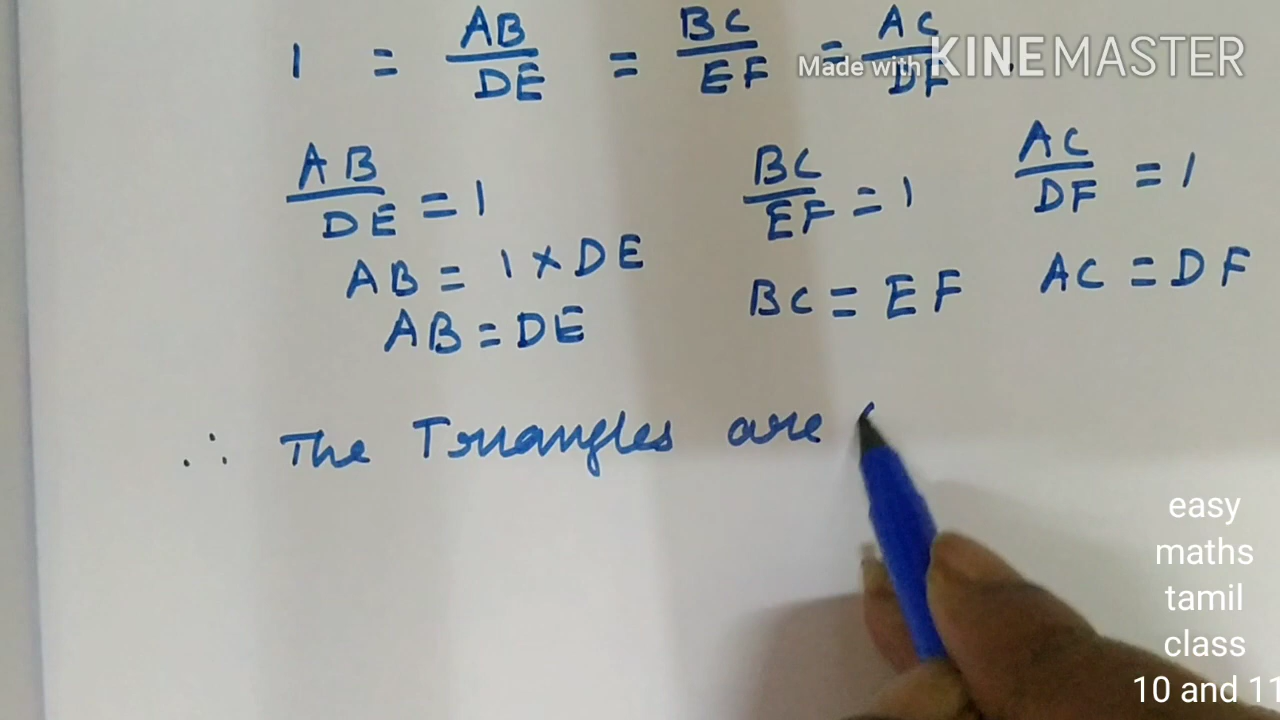 1 = AB/DE = BC/EF = AC/DF .
Made with KINEMASTER
AB/DE = 1
BC/EF = 1
AC/DF = 1
AB = 1 × DE
AB = DE
BC = EF
AC = DF
∴ The Triangles are
easy
maths
tamil
class
10 and 11